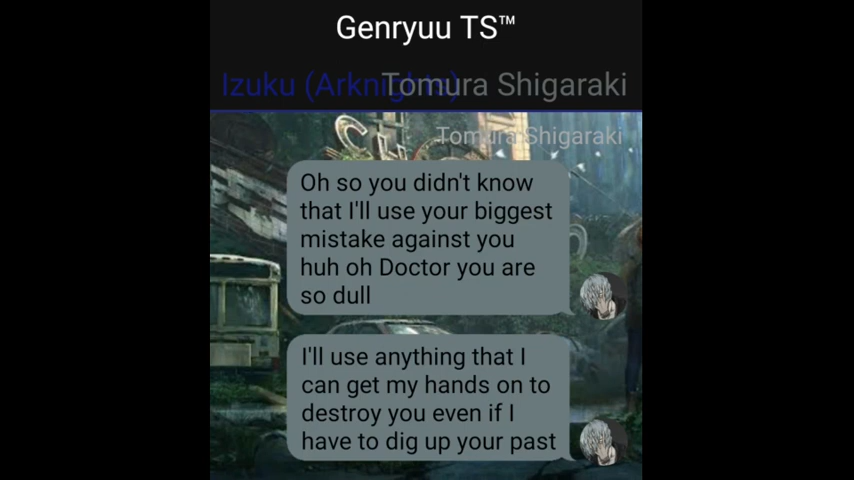 Genryuu TS™
Izuku (Arknights) Tomura Shigaraki
Tomura Shigaraki
Oh so you didn't know
that I'll use your biggest
mistake against you
huh oh Doctor you are
so dull
I'll use anything that I
can get my hands on to
destroy you even if I
have to dig up your past